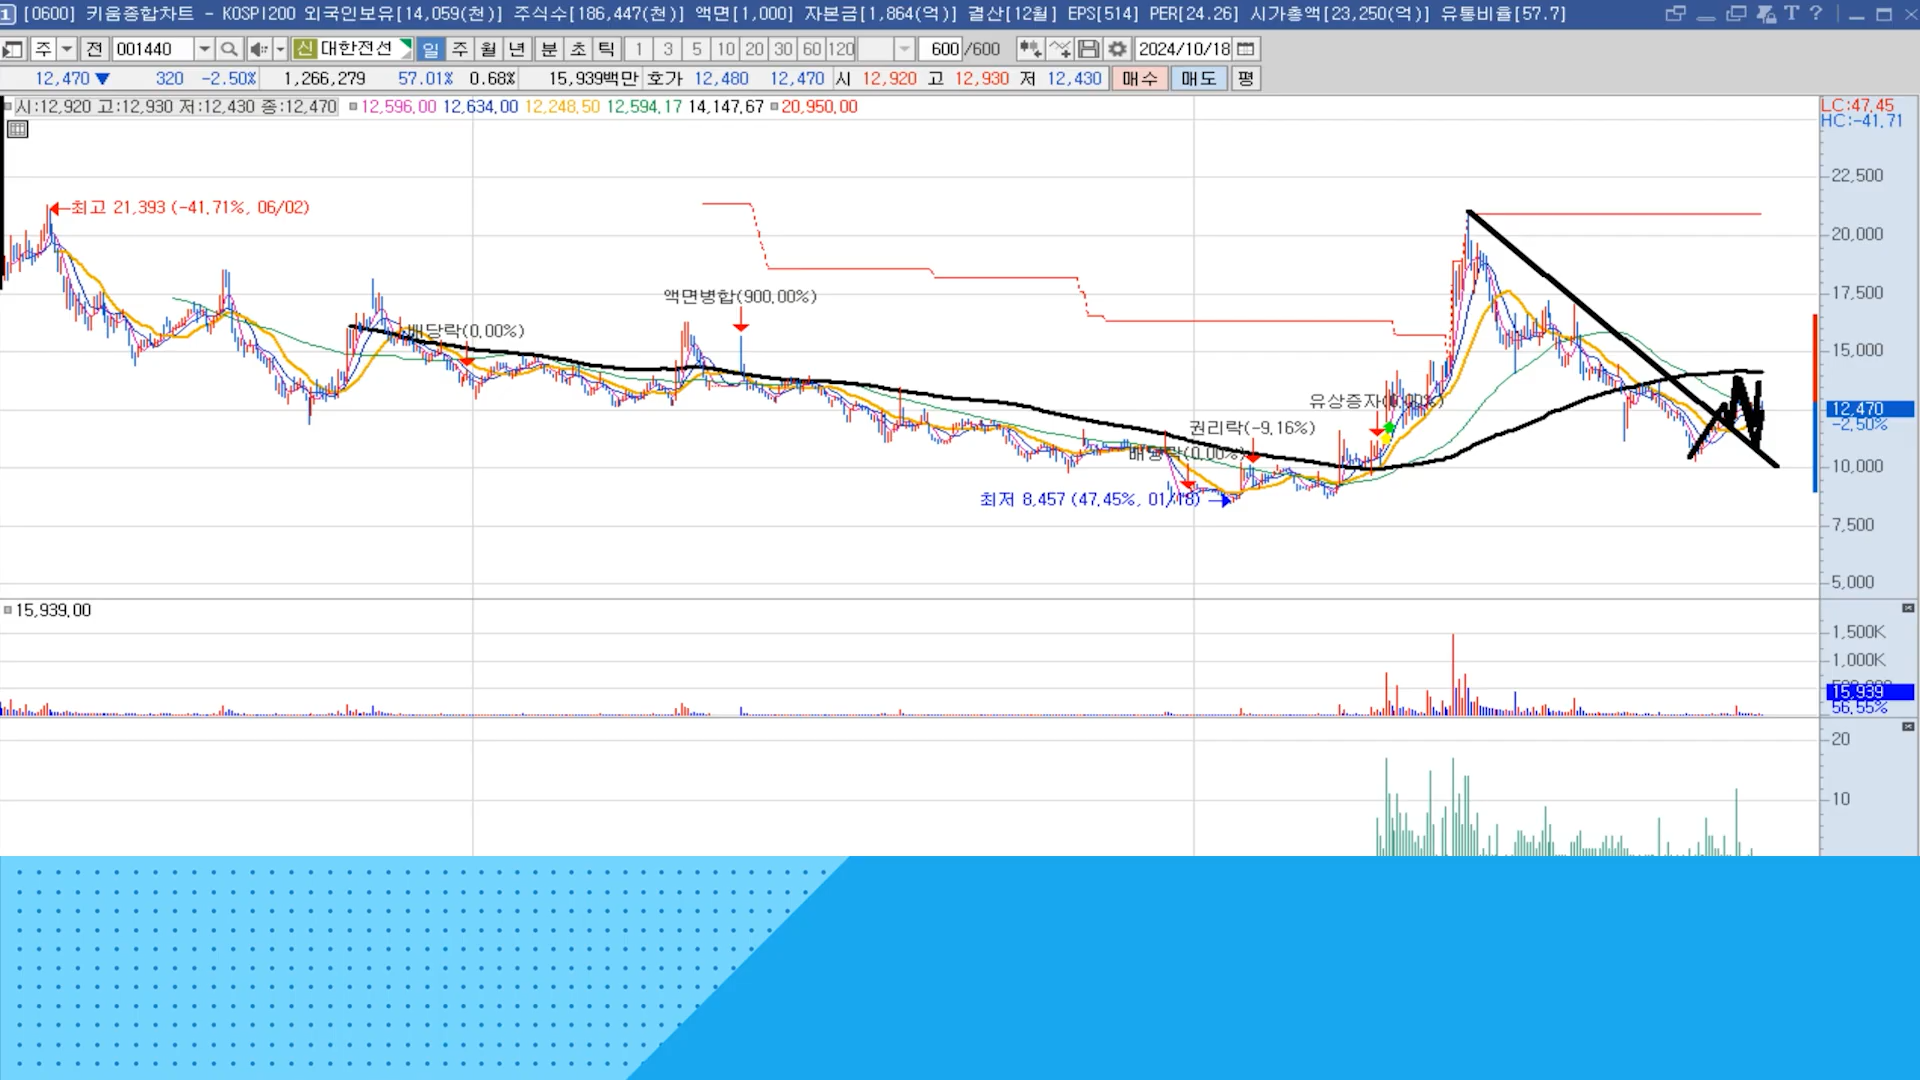 1 [0600] 키움종합차트 - KOSPI200 외국인보유[14,059(천)] 주식수[186,447(천)] 액면[1,000] 자본금[1,864(억)] 결산[12월] EPS[514] PER[24.26] 시가총액[23,250(억)] 유통비율[57.7] T ?
주 전 001440 신 대한전선 일 주 월 년 분 초 틱 1 3 5 10 20 30 60 120 600 /600 2024/10/18
12,470 ▼ 320 -2.50% 1,266,279 57.01% 0.68% 15,939백만 호가 12,480 12,470 시 12,920 고 12,930 저 12,430 매수 매도 평
시:12,920 고:12,930 저:12,430 종:12,470 12,596.00 12,634.00 12,248.50 12,594.17 14,147.67 20,950.00
LC:47.45
HC:-41.71
22,500
최고 21,393 (-41.71%, 06/02)
20,000
액면병합(900.00%)
17,500
배당락(0.00%)
15,000
유상증자(0.00%)
12,470
-2.50%
권리락(-9.16%)
배당락(0.00%)
10,000
최저 8,457 (47.45%, 01/18)
7,500
5,000
15,939.00
1,500K
1,000K
15,939
56.55%
20
10